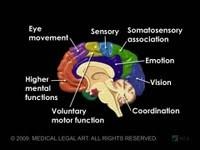 Eye
movement
Sensory
Somatosensory
association
Emotion
Vision
Coordination
Voluntary
motor function
Higher
mental
functions
© 2009. MEDICAL LEGAL ART. ALL RIGHTS RESERVED.